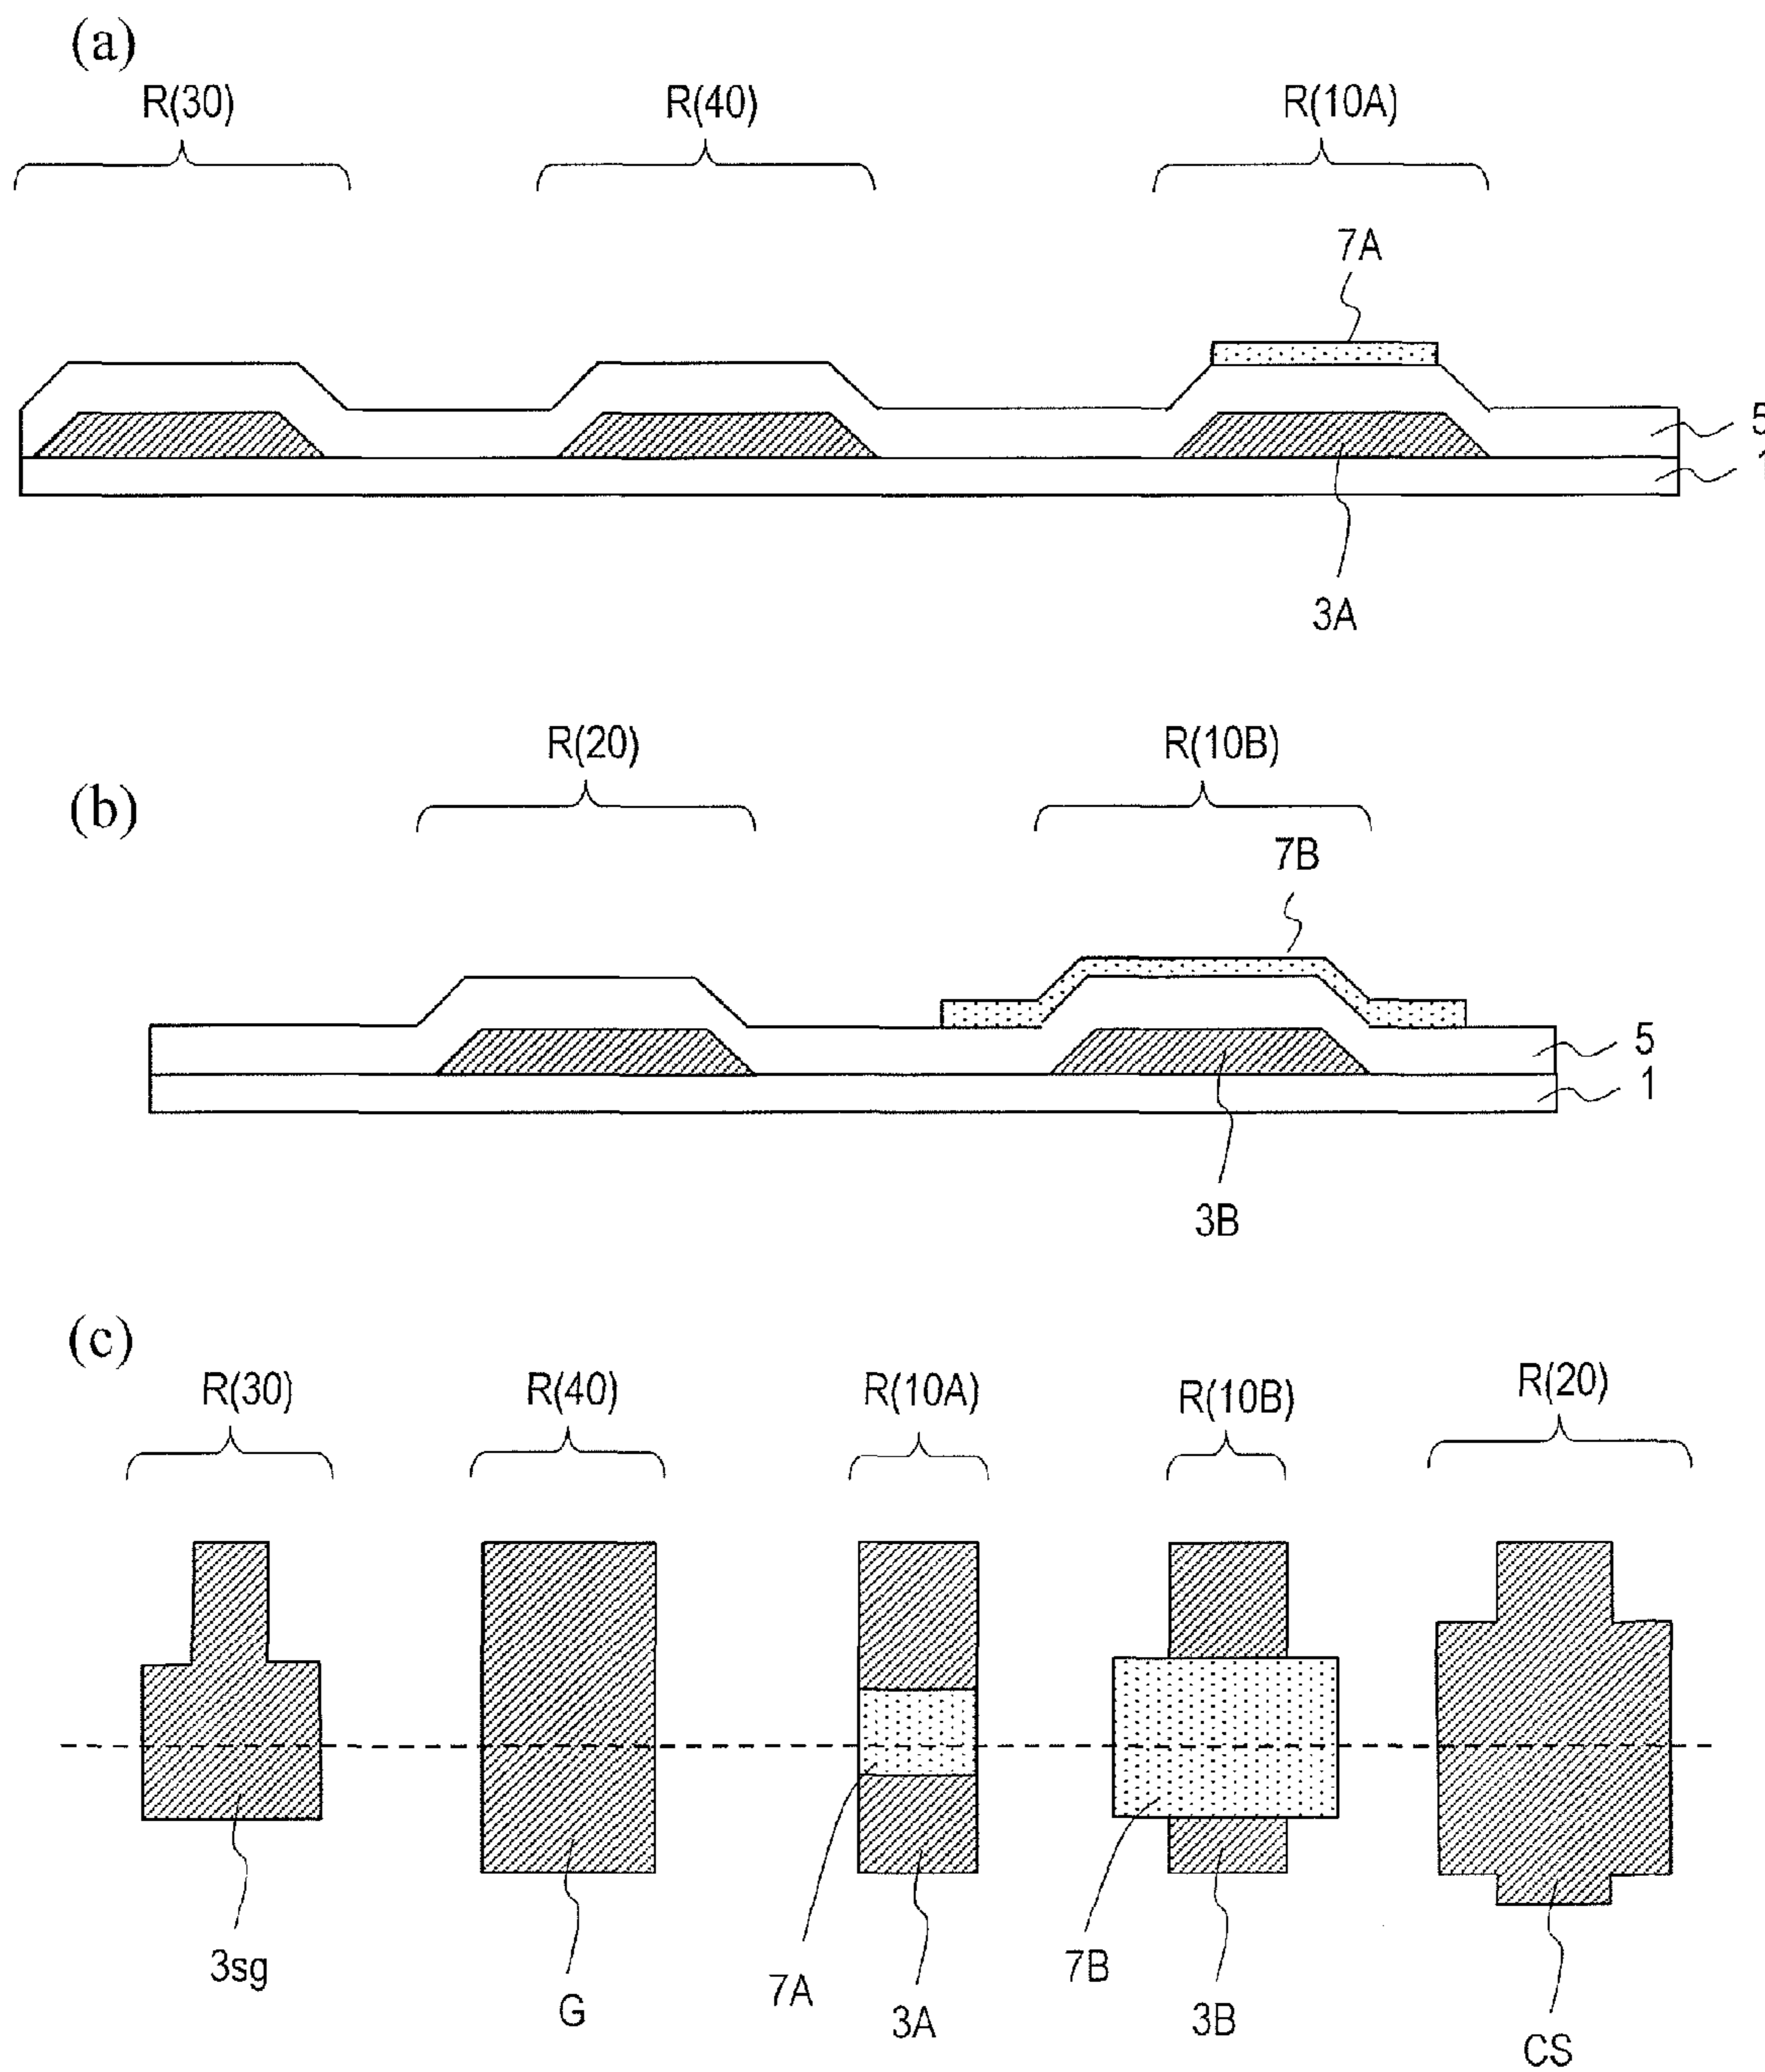 (a)
R(30) R(40) R(10A)
7A
5
1
3A
R(20) R(10B)
(b)
7B
5
1
3B
(c)
R(30) R(40) R(10A) R(10B) R(20)
3sg G 7A 3A 7B 3B CS